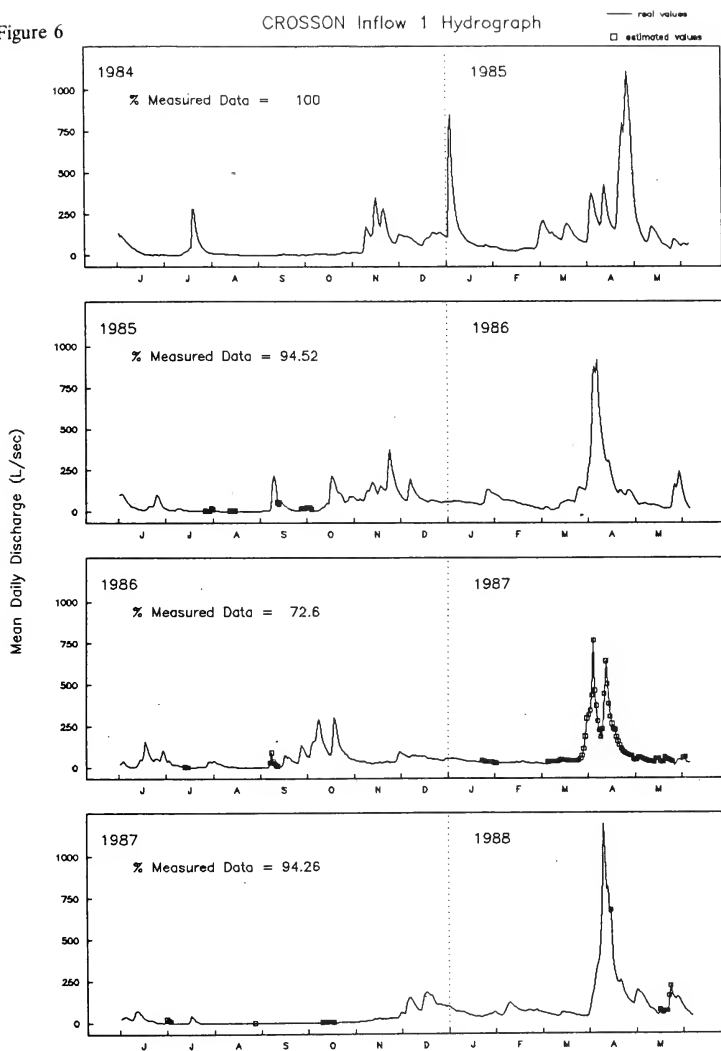 Figure 6
CROSSON Inflow 1 Hydrograph
real values
estimated values
Mean Daily Discharge (L/sec)
1984
1985
% Measured Data = 100
1000
750
500
250
0
J J A S O N D J F M A M
1985
1986
% Measured Data = 94.52
1000
750
500
250
0
J J A S O N D J F M A M
1986
1987
% Measured Data = 72.6
1000
750
500
250
0
J J A S O N D J F M A M
1987
1988
% Measured Data = 94.26
1000
750
500
250
0
J J A S O N D J F M A M